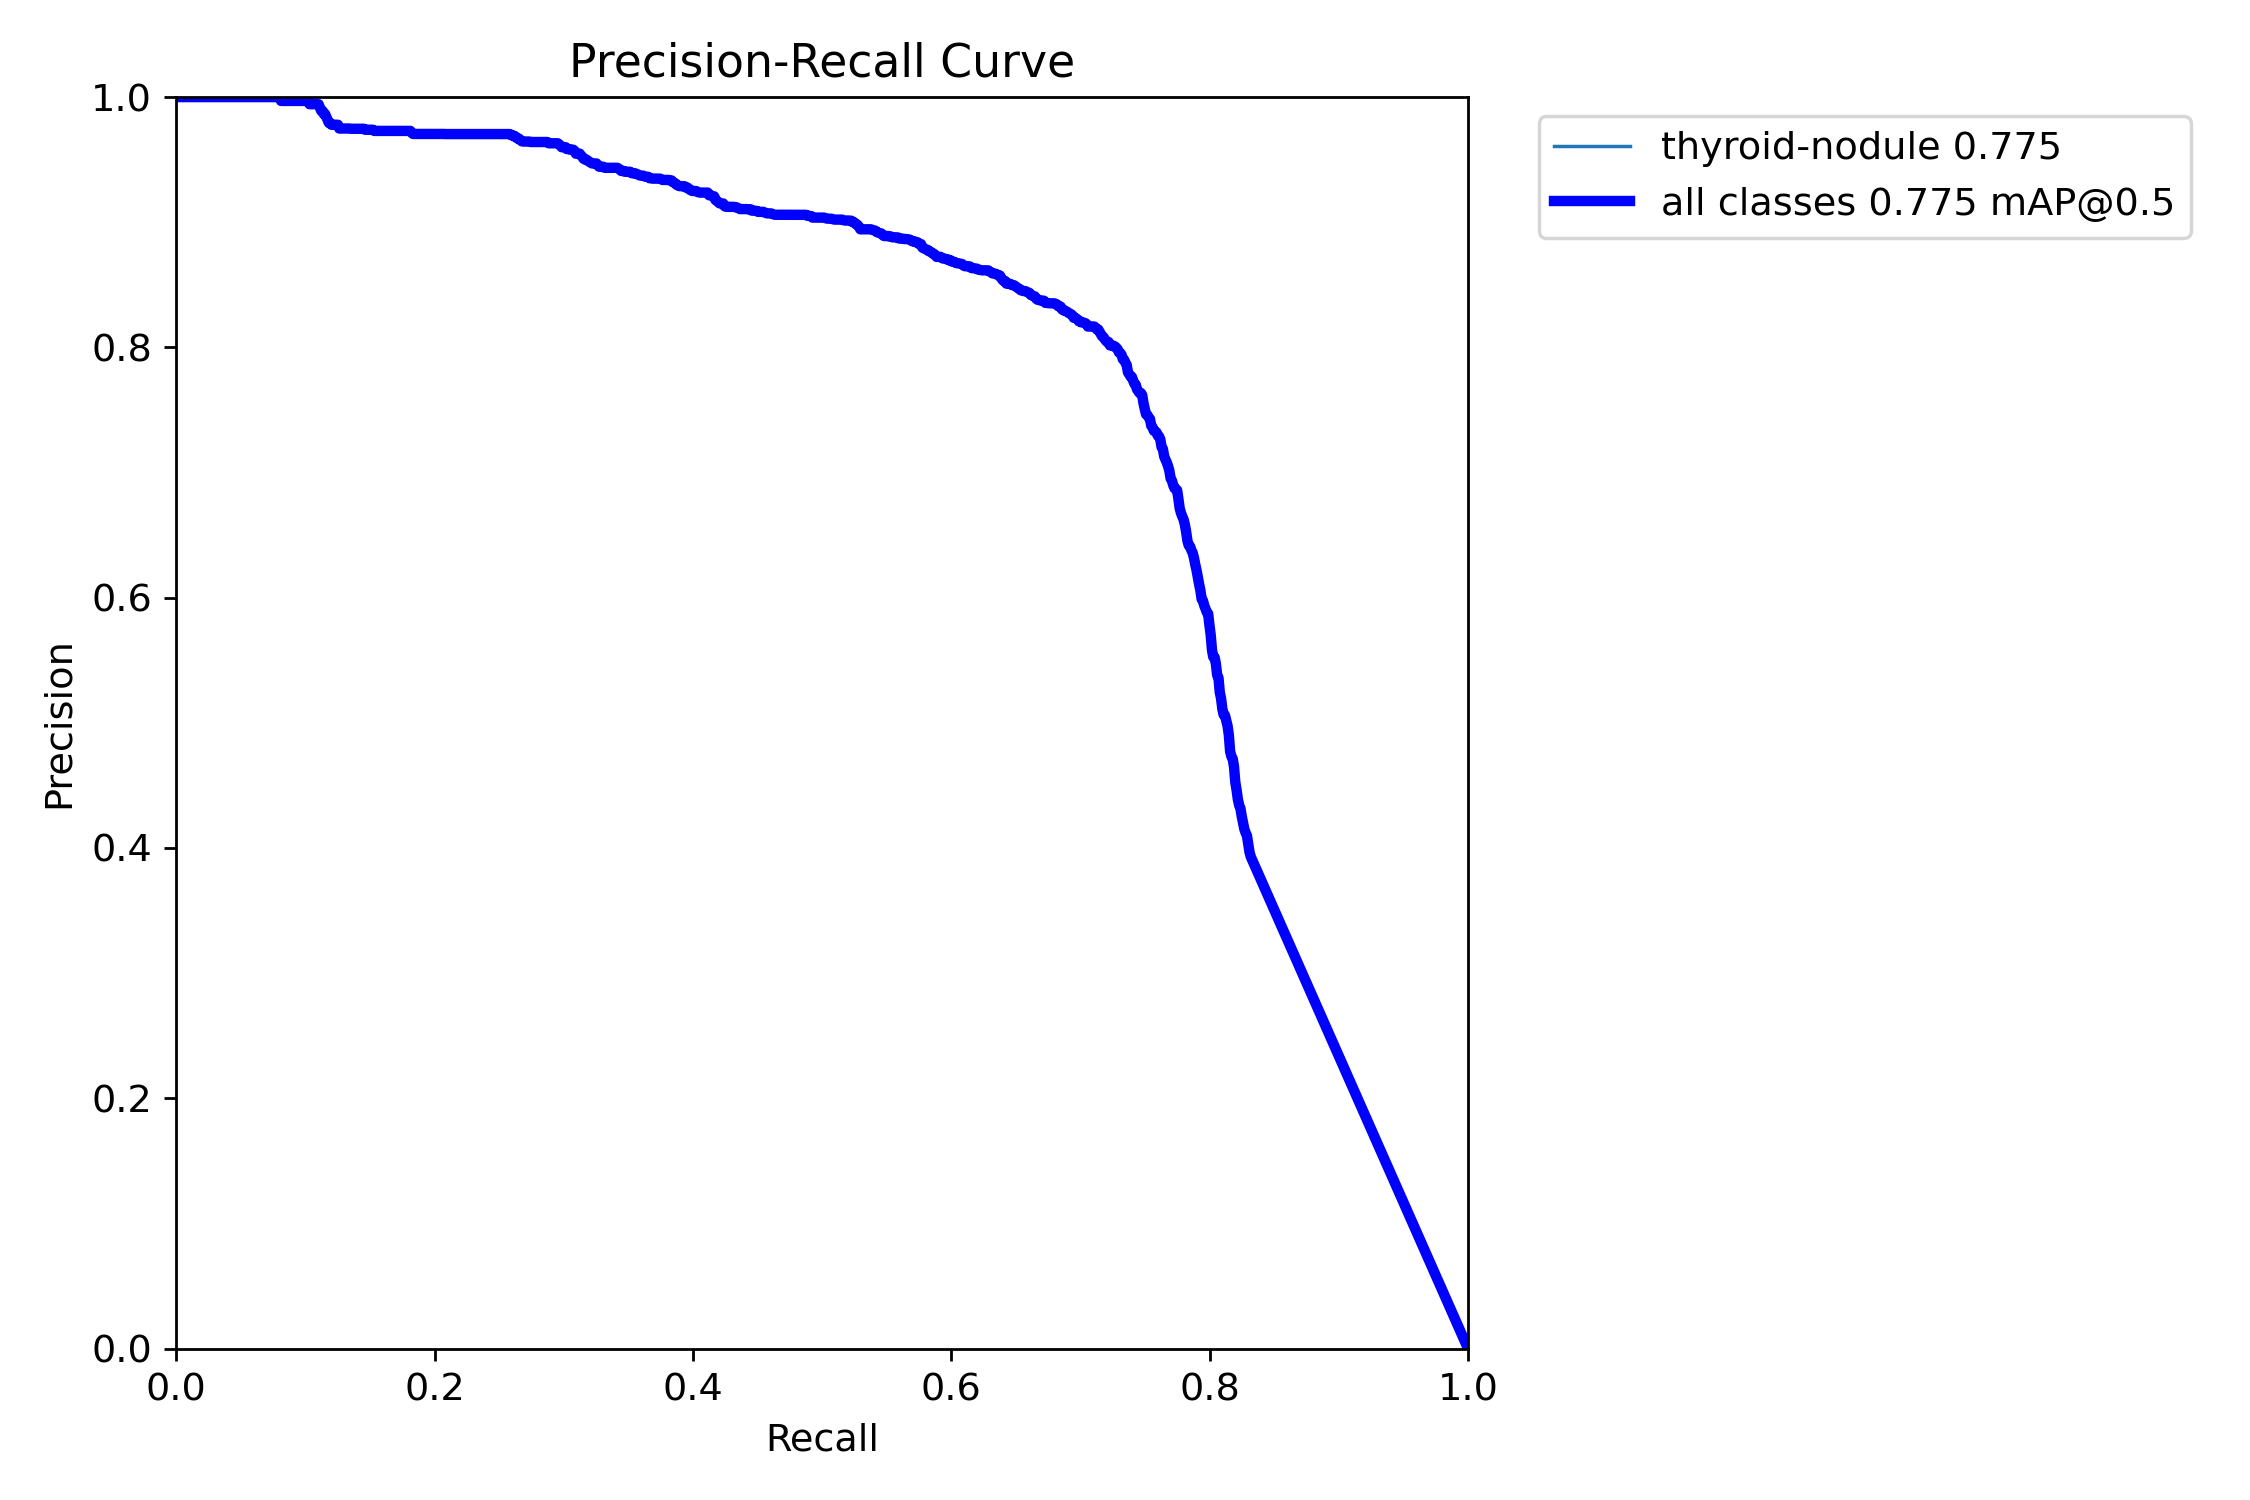 Precision-Recall Curve
thyroid-nodule 0.775
all classes 0.775 mAP@0.5
Precision
1.0
0.8
0.6
0.4
0.2
0.0
0.0 0.2 0.4 0.6 0.8 1.0
Recall